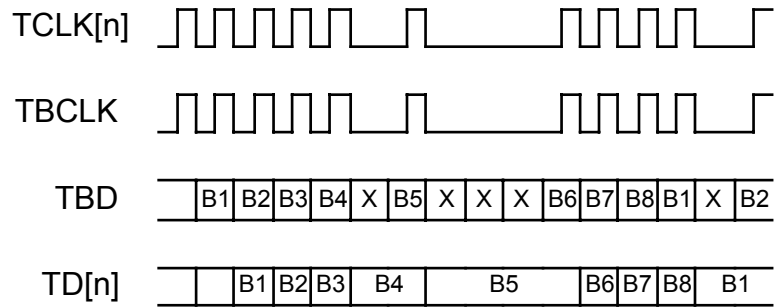 TCLK[n]
TBCLK
TBD B1 B2 B3 B4 X B5 X X X B6 B7 B8 B1 X B2
TD[n] B1 B2 B3 B4 B5 B6 B7 B8 B1